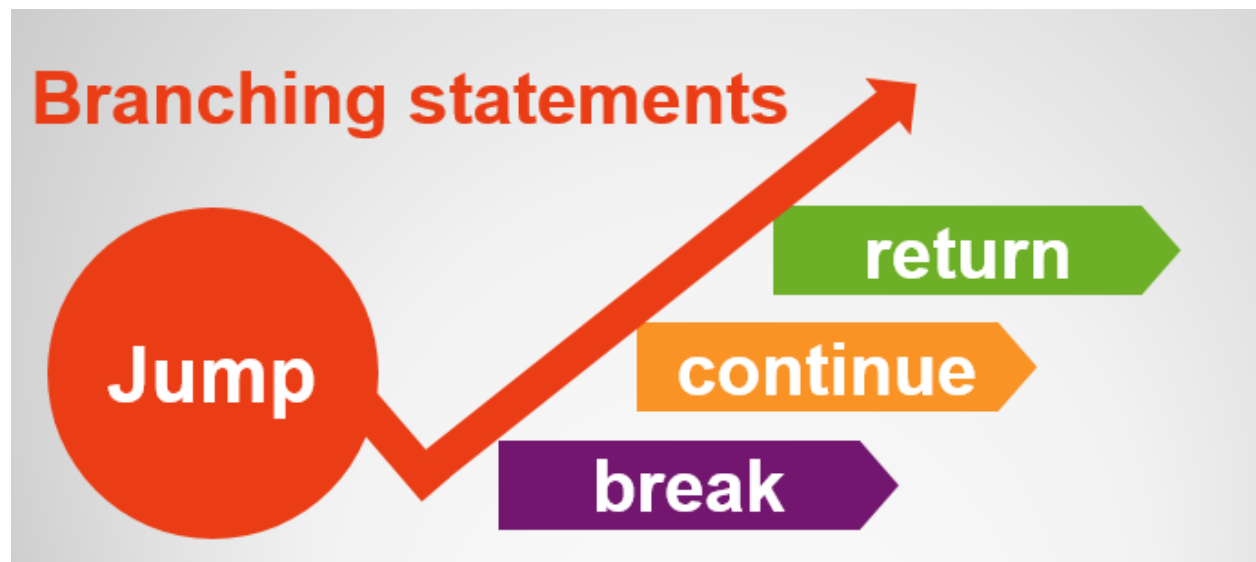 Branching statements
Jump
return
continue
break